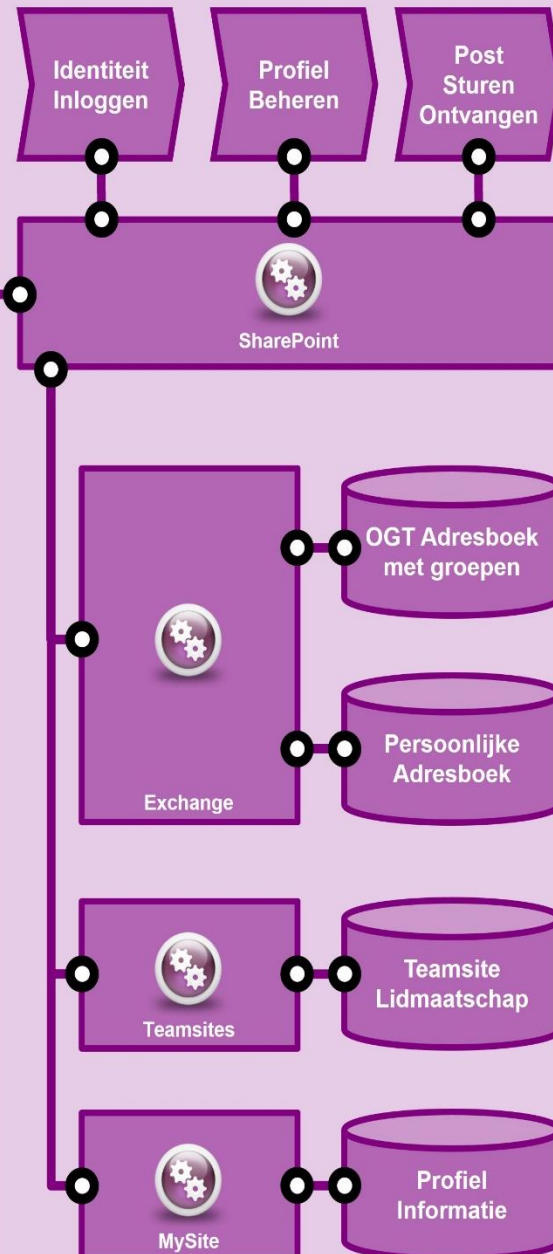 Identiteit
Inloggen
Profiel
Beheren
Post
Sturen
Ontvangen
SharePoint
Exchange
OGT Adresboek
met groepen
Persoonlijke
Adresboek
Teamsites
Teamsite
Lidmaatschap
MySite
Profiel
Informatie